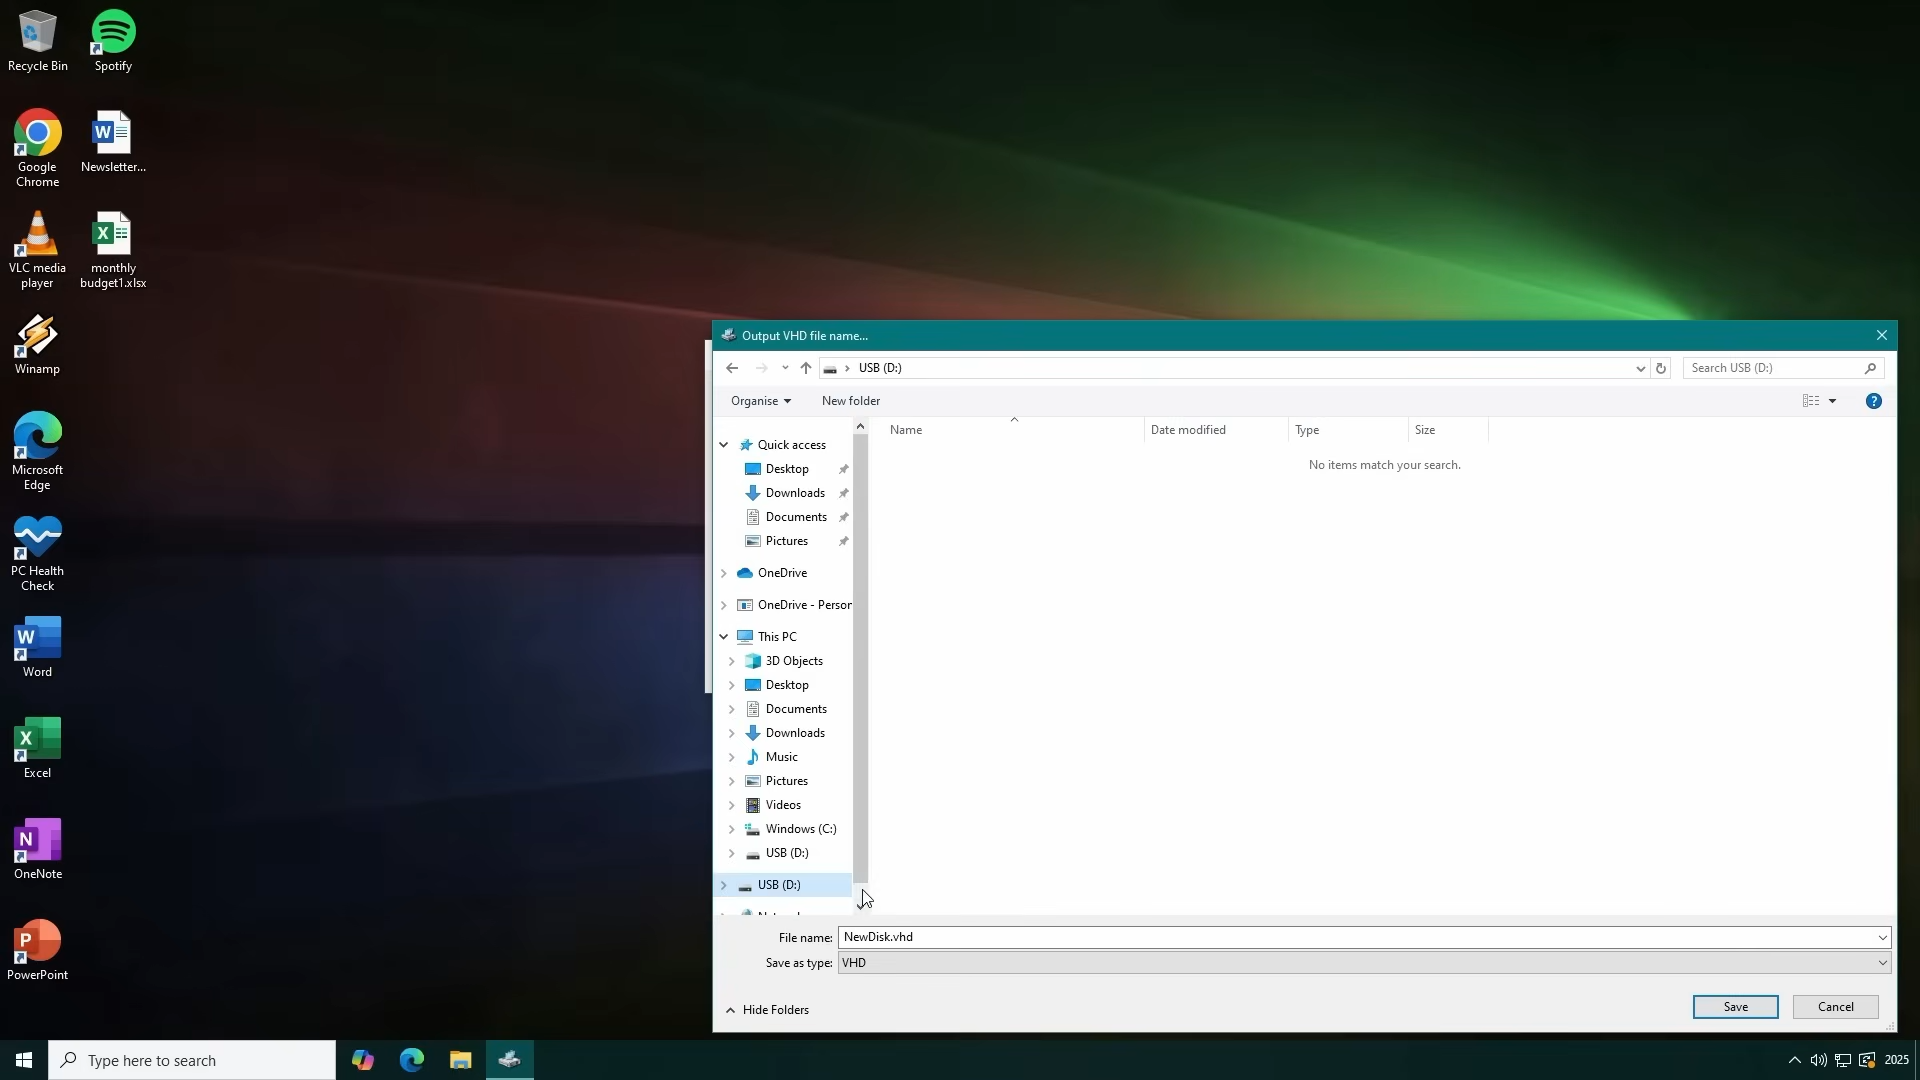 Recycle Bin
Spotify
Google
Chrome
Newsletter...
VLC media
player
monthly
budget1.xlsx
Winamp
Microsoft
Edge
PC Health
Check
Word
Excel
OneNote
PowerPoint
Output VHD file name...
USB (D:)
Search USB (D:)
Organise
New folder
Name
Date modified
Type
Size
No items match your search.
Quick access
Desktop
Downloads
Documents
Pictures
OneDrive
OneDrive - Person
This PC
3D Objects
Desktop
Documents
Downloads
Music
Pictures
Videos
Windows (C:)
USB (D:)
USB (D:)
File name: NewDisk.vhd
Save as type: VHD
Hide Folders
Save
Cancel
Type here to search
2025